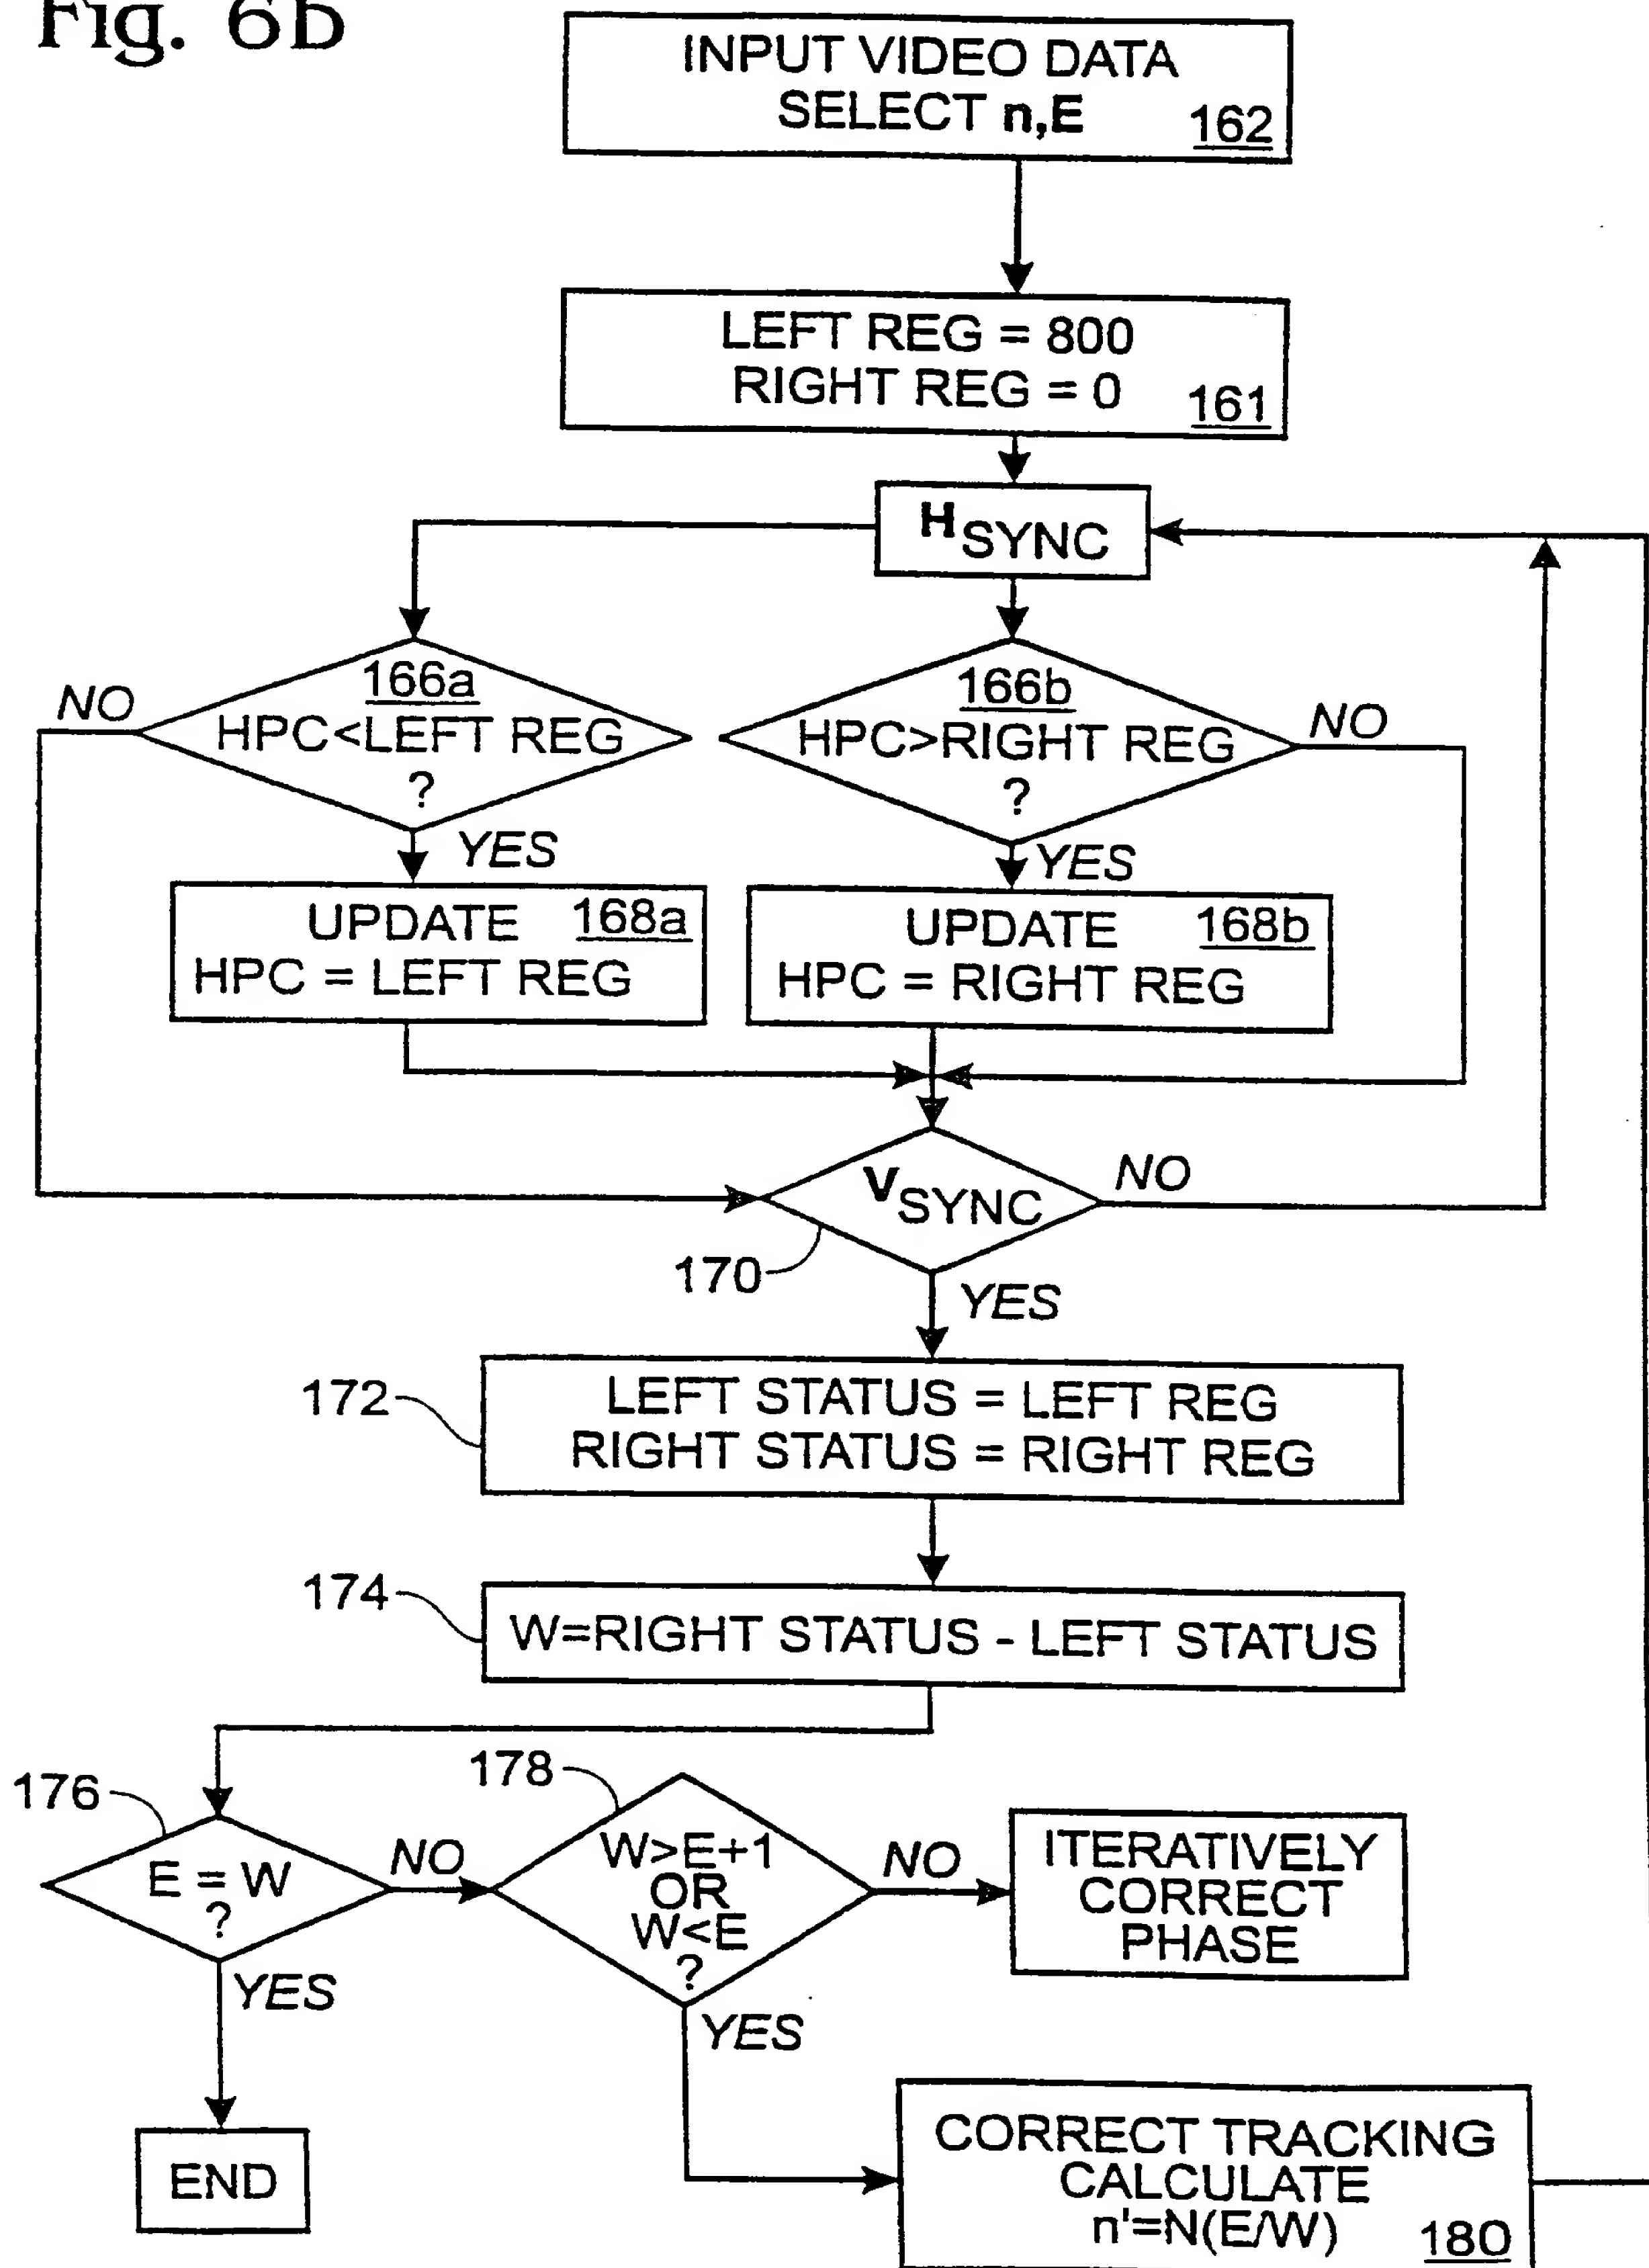 Fig. 6b
INPUT VIDEO DATA
SELECT n,E 162
LEFT REG = 800
RIGHT REG = 0 161
HSYNC
166a
HPC<LEFT REG
?
NO
YES
166b
HPC>RIGHT REG
?
NO
YES
UPDATE 168a
HPC = LEFT REG
UPDATE 168b
HPC = RIGHT REG
VSYNC
NO
170
YES
172
LEFT STATUS = LEFT REG
RIGHT STATUS = RIGHT REG
174
W=RIGHT STATUS - LEFT STATUS
176
E = W
?
NO
YES
178
W>E+1
OR
W<E
?
NO
YES
ITERATIVELY
CORRECT
PHASE
END
CORRECT TRACKING
CALCULATE
n'=N(E/W) 180